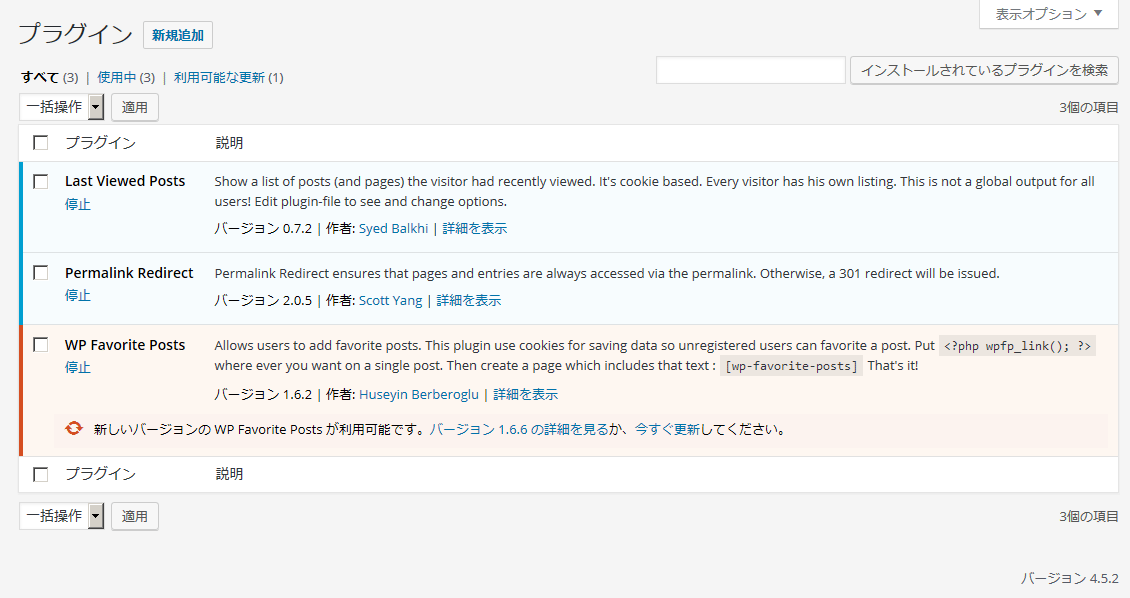 表示オプション ▼
プラグイン 新規追加
すべて (3) | 使用中 (3) | 利用可能な更新 (1)
インストールされているプラグインを検索
一括操作 適用
3個の項目
プラグイン 説明
Last Viewed Posts Show a list of posts (and pages) the visitor had recently viewed. It's cookie based. Every visitor has his own listing. This is not a global output for all
停止 users! Edit plugin-file to see and change options.
バージョン 0.7.2 | 作者: Syed Balkhi | 詳細を表示
Permalink Redirect Permalink Redirect ensures that pages and entries are always accessed via the permalink. Otherwise, a 301 redirect will be issued.
停止 バージョン 2.0.5 | 作者: Scott Yang | 詳細を表示
WP Favorite Posts Allows users to add favorite posts. This plugin use cookies for saving data so unregistered users can favorite a post. Put <?php wpfp_link(); ?>
停止 where ever you want on a single post. Then create a page which includes that text : [wp-favorite-posts] That's it!
バージョン 1.6.2 | 作者: Huseyin Berberoglu | 詳細を表示
新しいバージョンの WP Favorite Posts が利用可能です。バージョン 1.6.6 の詳細を見るか、今すぐ更新してください。
プラグイン 説明
一括操作 適用
3個の項目
バージョン 4.5.2